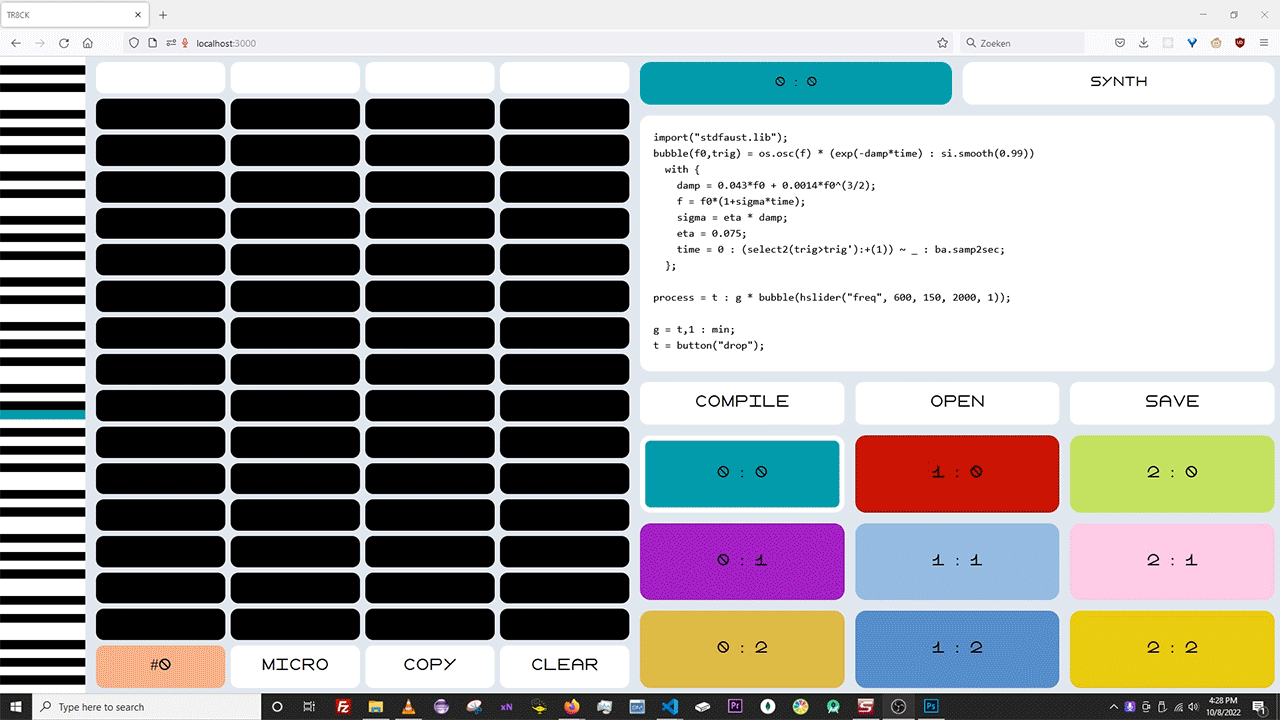 TR8CK
localhost:3000
Zoeken
0 : 0
SYNTH
import("stdfaust.lib");
bubble(f0,trig) = os.osc(f) * (exp(-damp*time) : si.smooth(0.99))
with {
damp = 0.043*f0 + 0.0014*f0^(3/2);
f = f0*(1+sigma*time);
sigma = eta * damp;
eta = 0.075;
time = 0 : (select2(trig>trig'):+(1)) ~ _ : ba.samp2sec;
};
process = t : g * bubble(hslider("freq", 600, 150, 2000, 1));
g = t,1 : min;
t = button("drop");
COMPILE
OPEN
SAVE
0 : 0
1 : 0
2 : 0
0 : 1
1 : 1
2 : 1
0 : 2
1 : 2
2 : 2
#0
MICRO
COPY
CLEAR
Type here to search
xN
Pr
Ps
4:28 PM
10/8/2022